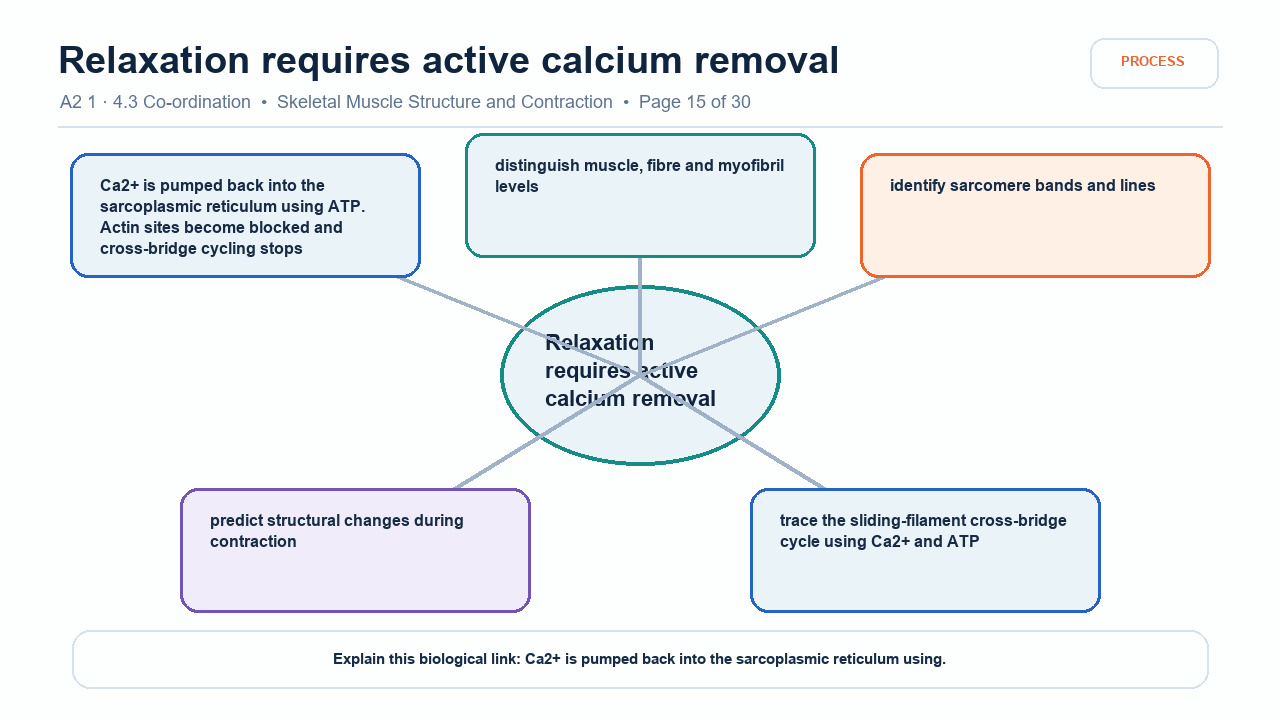 Relaxation requires active calcium removal
PROCESS
A2 1 · 4.3 Co-ordination • Skeletal Muscle Structure and Contraction • Page 15 of 30
Ca2+ is pumped back into the
sarcoplasmic reticulum using ATP.
Actin sites become blocked and
cross-bridge cycling stops
distinguish muscle, fibre and myofibril
levels
identify sarcomere bands and lines
Relaxation
requires active
calcium removal
predict structural changes during
contraction
trace the sliding-filament cross-bridge
cycle using Ca2+ and ATP
Explain this biological link: Ca2+ is pumped back into the sarcoplasmic reticulum using.